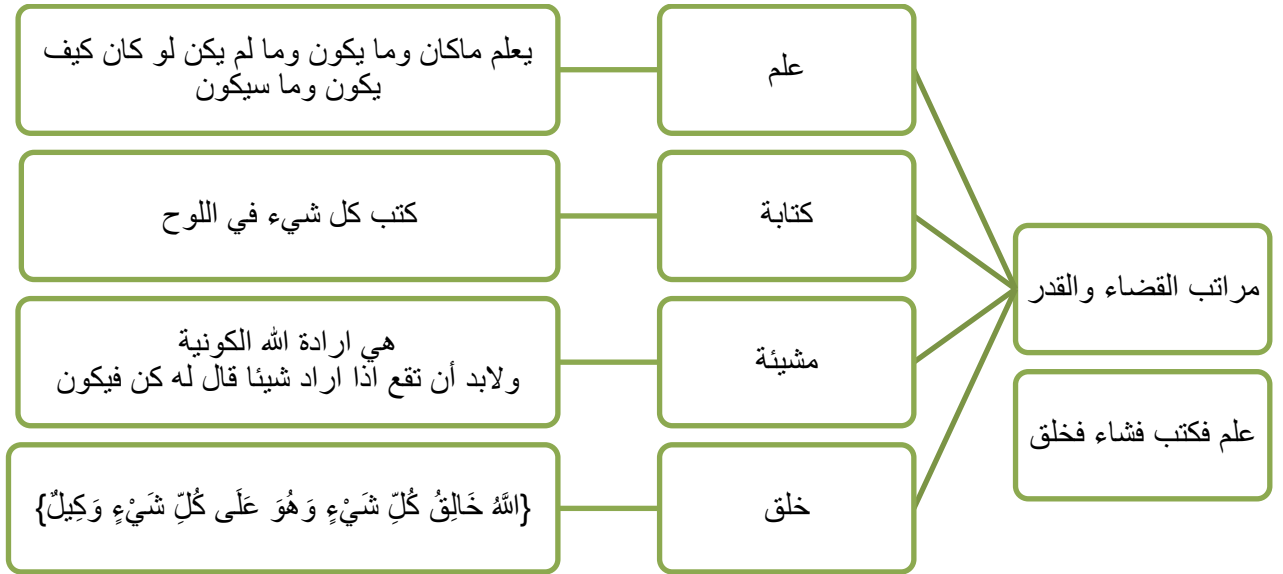 مراتب القضاء والقدر
علم فكتب فشاء فخلق
علم
يعلم ماكان وما يكون وما لم يكن لو كان كيف
يكون وما سيكون
كتابة
كتب كل شيء في اللوح
مشيئة
هي ارادة الله الكونية
ولابد أن تقع اذا اراد شيئا قال له كن فيكون
خلق
{اللَّهُ خَالِقُ كُلِّ شَيْءٍ وَهُوَ عَلَى كُلِّ شَيْءٍ وَكِيلٌ}